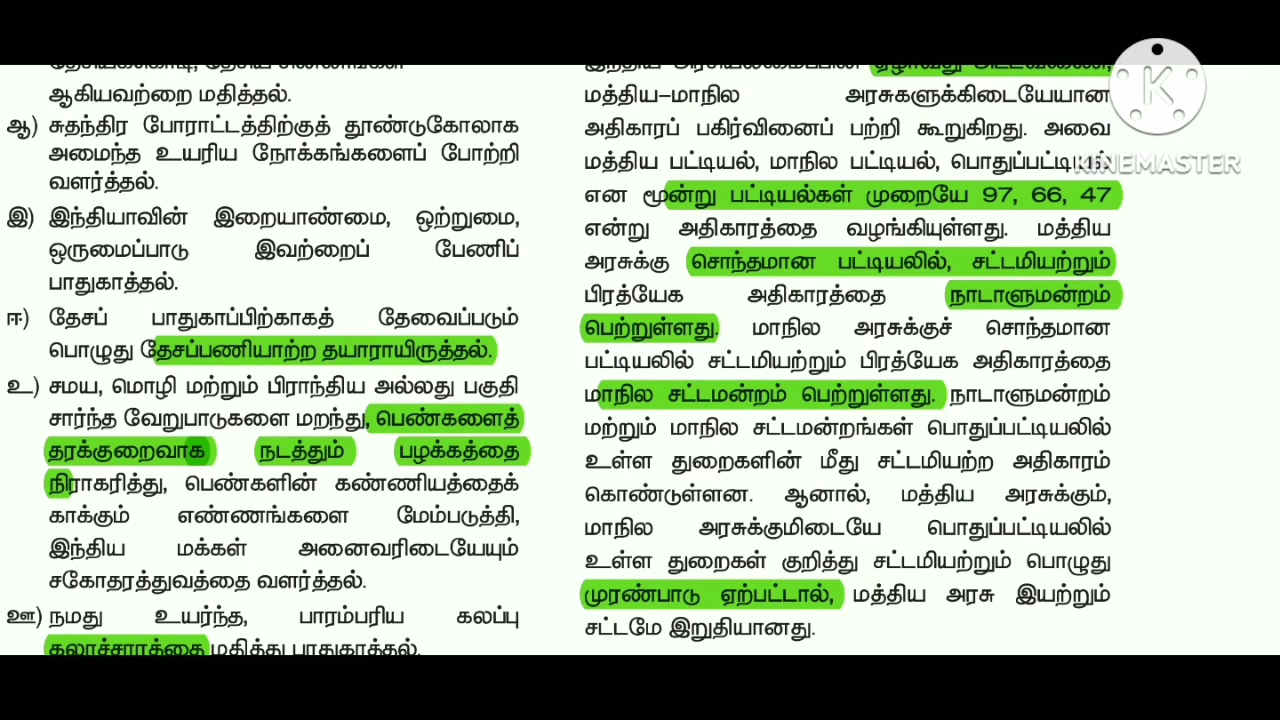 ஆகியவற்றை மதித்தல்.
ஆ) சுதந்திர போராட்டத்திற்குத் தூண்டுகோலாக
அமைந்த உயரிய நோக்கங்களைப் போற்றி
வளர்த்தல்.
இ) இந்தியாவின் இறையாண்மை, ஒற்றுமை,
ஒருமைப்பாடு இவற்றைப் பேணிப்
பாதுகாத்தல்.
ஈ) தேசப் பாதுகாப்பிற்காகத் தேவைப்படும்
பொழுது தேசப்பணியாற்ற தயாராயிருத்தல்.
உ) சமய, மொழி மற்றும் பிராந்திய அல்லது பகுதி
சார்ந்த வேறுபாடுகளை மறந்து, பெண்களைத்
தரக்குறைவாக நடத்தும் பழக்கத்தை
நிராகரித்து, பெண்களின் கண்ணியத்தைக்
காக்கும் எண்ணங்களை மேம்படுத்தி,
இந்திய மக்கள் அனைவரிடையேயும்
சகோதரத்துவத்தை வளர்த்தல்.
ஊ) நமது உயர்ந்த, பாரம்பரிய கலப்பு
கலாச்சாரத்தை மதித்து பாதுகாத்தல்.
இந்திய அரசியலமைப்பின் ஏழாவது அட்டவணை,
மத்திய–மாநில அரசுகளுக்கிடையேயான
அதிகாரப் பகிர்வினைப் பற்றி கூறுகிறது. அவை
மத்திய பட்டியல், மாநில பட்டியல், பொதுப்பட்டியல்
என மூன்று பட்டியல்கள் முறையே 97, 66, 47
என்று அதிகாரத்தை வழங்கியுள்ளது. மத்திய
அரசுக்கு சொந்தமான பட்டியலில், சட்டமியற்றும்
பிரத்யேக அதிகாரத்தை நாடாளுமன்றம்
பெற்றுள்ளது. மாநில அரசுக்குச் சொந்தமான
பட்டியலில் சட்டமியற்றும் பிரத்யேக அதிகாரத்தை
மாநில சட்டமன்றம் பெற்றுள்ளது. நாடாளுமன்றம்
மற்றும் மாநில சட்டமன்றங்கள் பொதுப்பட்டியலில்
உள்ள துறைகளின் மீது சட்டமியற்ற அதிகாரம்
கொண்டுள்ளன. ஆனால், மத்திய அரசுக்கும்,
மாநில அரசுக்குமிடையே பொதுப்பட்டியலில்
உள்ள துறைகள் குறித்து சட்டமியற்றும் பொழுது
முரண்பாடு ஏற்பட்டால், மத்திய அரசு இயற்றும்
சட்டமே இறுதியானது.
K
KINEMASTER